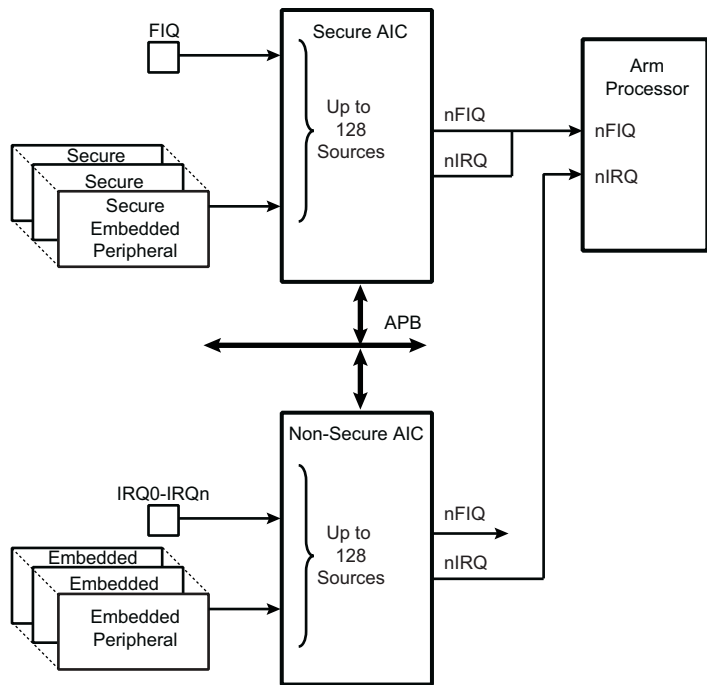 FIQ
Secure AIC
Up to
128
Sources
nFIQ
nIRQ
Arm
Processor
nFIQ
nIRQ
Secure
Secure
Secure
Embedded
Peripheral
APB
Non-Secure AIC
IRQ0-IRQn
Up to
128
Sources
nFIQ
nIRQ
Embedded
Embedded
Embedded
Peripheral